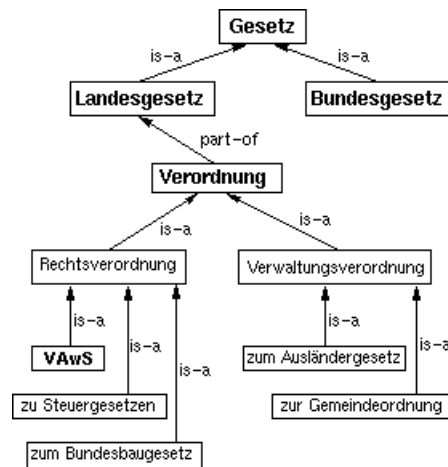 Gesetz
is-a
is-a
Landesgesetz
Bundesgesetz
part-of
Verordnung
is-a
is-a
Rechtsverordnung
Verwaltungsverordnung
is-a
is-a
is-a
is-a
is-a
VAwS
zum Ausländergesetz
zu Steuergesetzen
zur Gemeindeordnung
zum Bundesbaugesetz